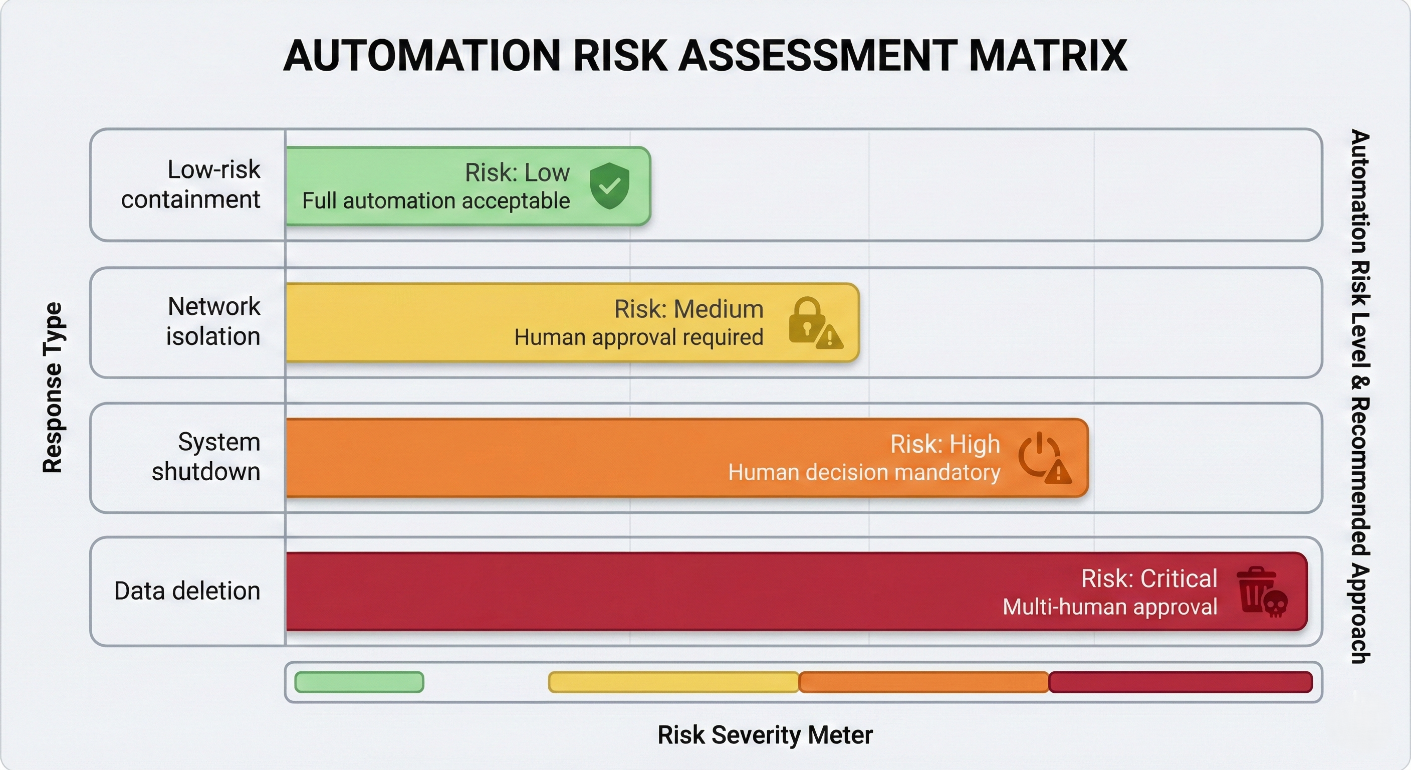 AUTOMATION RISK ASSESSMENT MATRIX
Response Type
Low-risk
containment
Risk: Low
Full automation acceptable
Network
isolation
Risk: Medium
Human approval required
System
shutdown
Risk: High
Human decision mandatory
Data deletion
Risk: Critical
Multi-human approval
Automation Risk Level & Recommended Approach
Risk Severity Meter